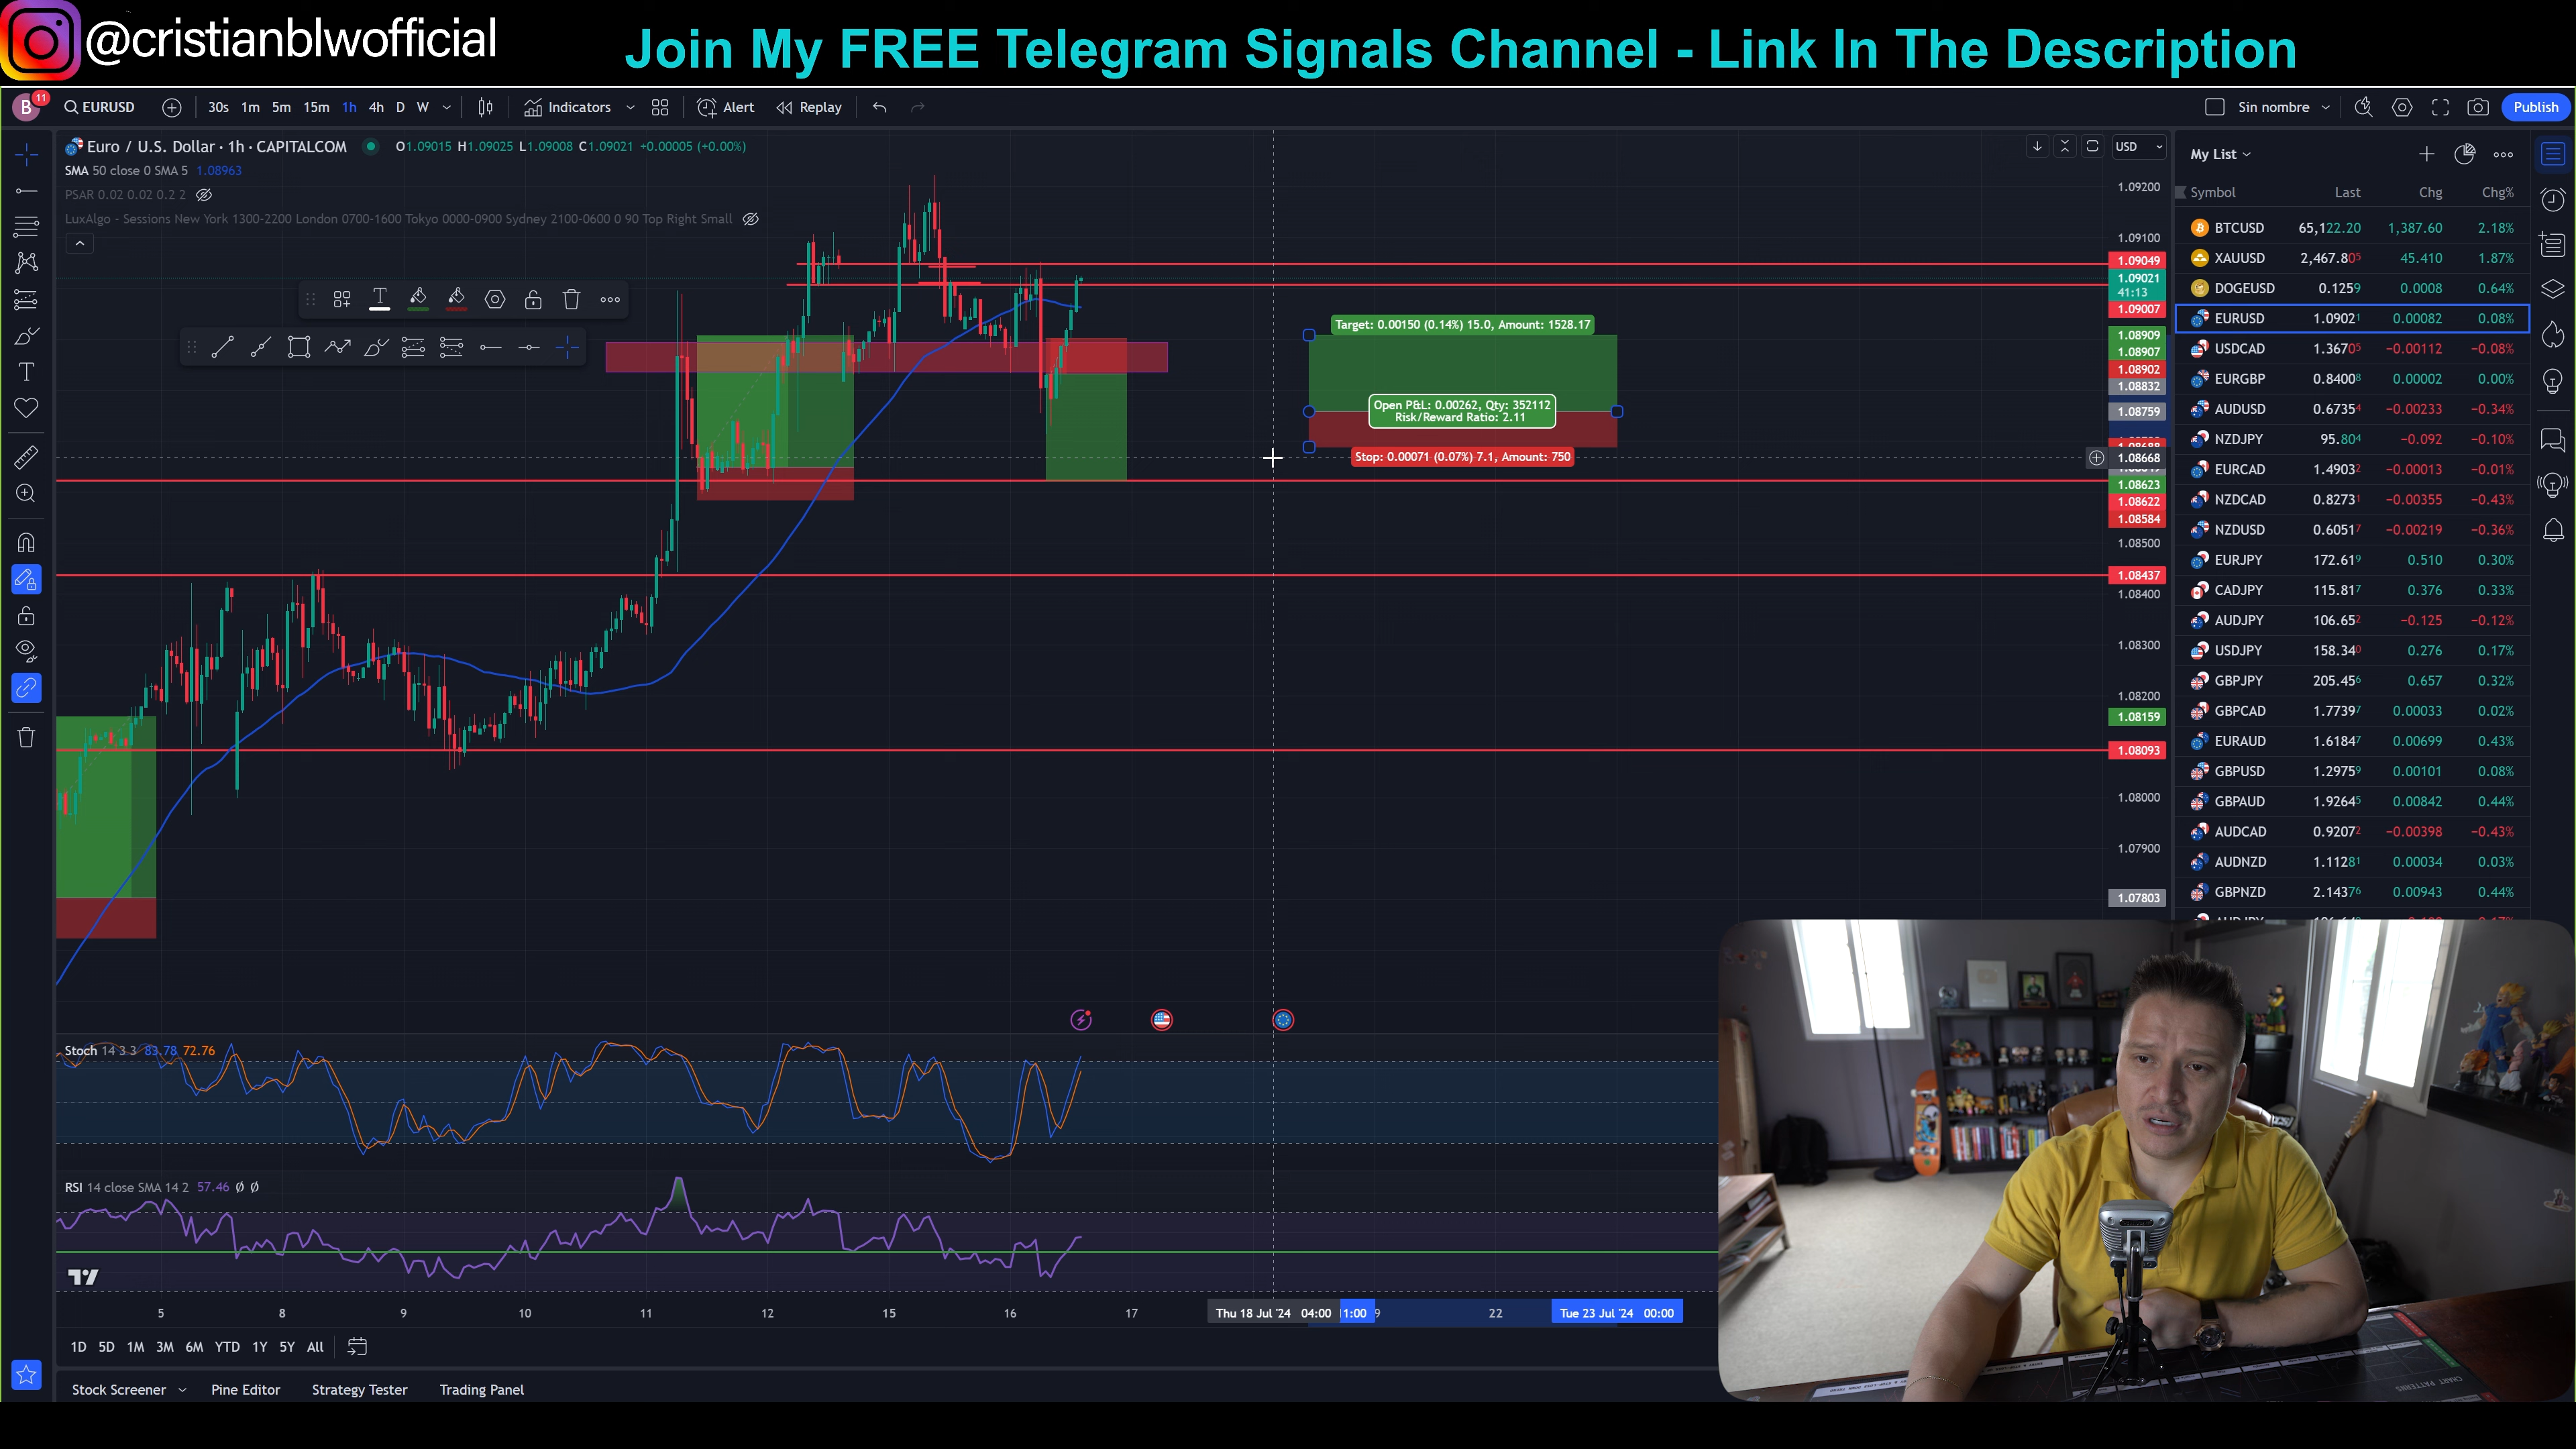 @cristianblwofficial
Join My FREE Telegram Signals Channel - Link In The Description
B 11 EURUSD 30s 1m 5m 15m 1h 4h D W Indicators Alert Replay Sin nombre Publish
Euro / U.S. Dollar · 1h · CAPITALCOM O1.09015 H1.09025 L1.09008 C1.09021 +0.00005 (+0.00%) USD
SMA 50 close 0 SMA 5 1.08963
PSAR 0.02 0.02 0.2 2
LuxAlgo - Sessions New York 1300-2200 London 0700-1600 Tokyo 0000-0900 Sydney 2100-0600 0 90 Top Right Small
Target: 0.00150 (0.14%) 15.0, Amount: 1528.17
Open P&L: 0.00262, Qty: 352112
Risk/Reward Ratio: 2.11
Stop: 0.00071 (0.07%) 7.1, Amount: 750
1.09200
1.09100
1.09049
1.09021
41:13
1.09007
1.08909
1.08907
1.08902
1.08832
1.08759
1.08668
1.08623
1.08622
1.08584
1.08500
1.08437
1.08400
1.08300
1.08200
1.08159
1.08093
1.08000
1.07900
1.07803
My List
Symbol Last Chg Chg%
BTCUSD 65,122.20 1,387.60 2.18%
XAUUSD 2,467.805 45.410 1.87%
DOGEUSD 0.1259 0.0008 0.64%
EURUSD 1.09021 0.00082 0.08%
USDCAD 1.36705 −0.00112 −0.08%
EURGBP 0.84008 0.00002 0.00%
AUDUSD 0.67354 −0.00233 −0.34%
NZDJPY 95.804 −0.092 −0.10%
EURCAD 1.49032 −0.00013 −0.01%
NZDCAD 0.82731 −0.00355 −0.43%
NZDUSD 0.60517 −0.00219 −0.36%
EURJPY 172.619 0.510 0.30%
CADJPY 115.817 0.376 0.33%
AUDJPY 106.652 −0.125 −0.12%
USDJPY 158.340 0.276 0.17%
GBPJPY 205.456 0.657 0.32%
GBPCAD 1.77397 0.00033 0.02%
EURAUD 1.61847 0.00699 0.43%
GBPUSD 1.29759 0.00101 0.08%
GBPAUD 1.92645 0.00842 0.44%
AUDCAD 0.92072 −0.00398 −0.43%
AUDNZD 1.11281 0.00034 0.03%
GBPNZD 2.14376 0.00943 0.44%
Stoch 14 3 3 83.78 72.76
RSI 14 close SMA 14 2 57.46 Ø Ø
5 8 9 10 11 12 15 16 17 Thu 18 Jul '24 04:00 1:00 9 22 Tue 23 Jul '24 00:00
1D 5D 1M 3M 6M YTD 1Y 5Y All
Stock Screener Pine Editor Strategy Tester Trading Panel